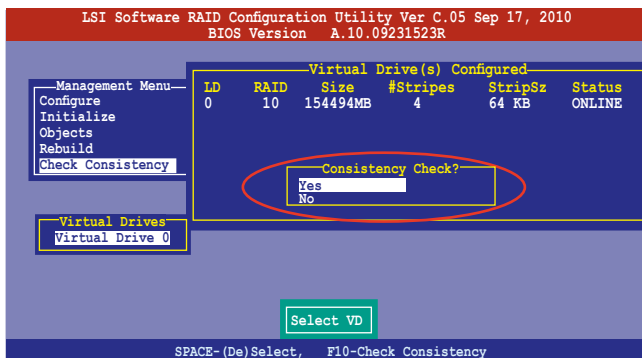 LSI Software RAID Configuration Utility Ver C.05 Sep 17, 2010
BIOS Version A.10.09231523R
Virtual Drive(s) Configured
LD RAID Size #Stripes StripSz Status
0 10 154494MB 4 64 KB ONLINE
Management Menu
Configure
Initialize
Objects
Rebuild
Check Consistency
Consistency Check?
Yes
No
Virtual Drives
Virtual Drive 0
Select VD
SPACE-(De)Select, F10-Check Consistency